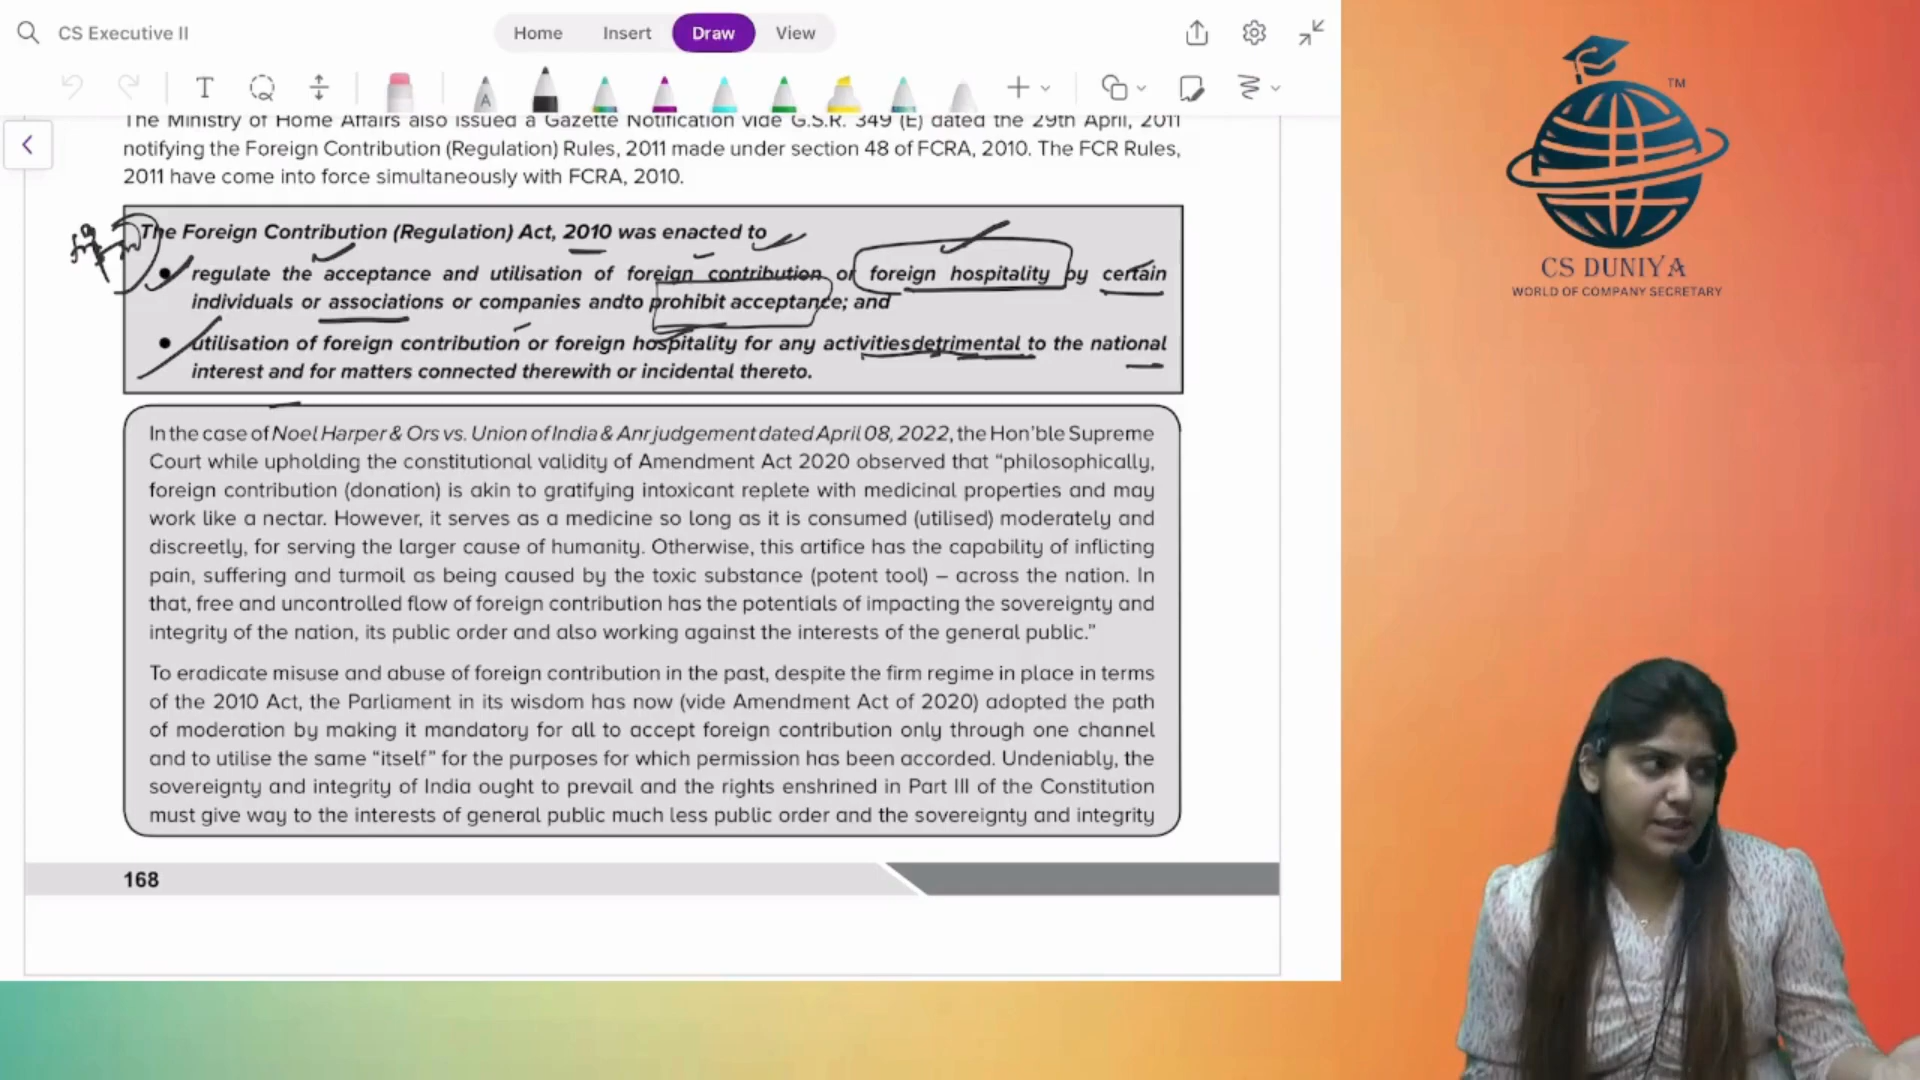 CS Executive II
Home
Insert
Draw
View
T
A
The Ministry of Home Affairs also issued a Gazette Notification vide G.S.R. 349 (E) dated the 29th April, 2011
notifying the Foreign Contribution (Regulation) Rules, 2011 made under section 48 of FCRA, 2010. The FCR Rules,
2011 have come into force simultaneously with FCRA, 2010.
The Foreign Contribution (Regulation) Act, 2010 was enacted to
● regulate the acceptance and utilisation of foreign contribution or foreign hospitality by certain
individuals or associations or companies andto prohibit acceptance; and
● utilisation of foreign contribution or foreign hospitality for any activitiesdetrimental to the national
interest and for matters connected therewith or incidental thereto.
In the case of Noel Harper & Ors vs. Union of India & Anr judgement dated April 08, 2022, the Hon’ble Supreme
Court while upholding the constitutional validity of Amendment Act 2020 observed that “philosophically,
foreign contribution (donation) is akin to gratifying intoxicant replete with medicinal properties and may
work like a nectar. However, it serves as a medicine so long as it is consumed (utilised) moderately and
discreetly, for serving the larger cause of humanity. Otherwise, this artifice has the capability of inflicting
pain, suffering and turmoil as being caused by the toxic substance (potent tool) – across the nation. In
that, free and uncontrolled flow of foreign contribution has the potentials of impacting the sovereignty and
integrity of the nation, its public order and also working against the interests of the general public.”
To eradicate misuse and abuse of foreign contribution in the past, despite the firm regime in place in terms
of the 2010 Act, the Parliament in its wisdom has now (vide Amendment Act of 2020) adopted the path
of moderation by making it mandatory for all to accept foreign contribution only through one channel
and to utilise the same “itself” for the purposes for which permission has been accorded. Undeniably, the
sovereignty and integrity of India ought to prevail and the rights enshrined in Part III of the Constitution
must give way to the interests of general public much less public order and the sovereignty and integrity
168
TM
CS DUNIYA
WORLD OF COMPANY SECRETARY